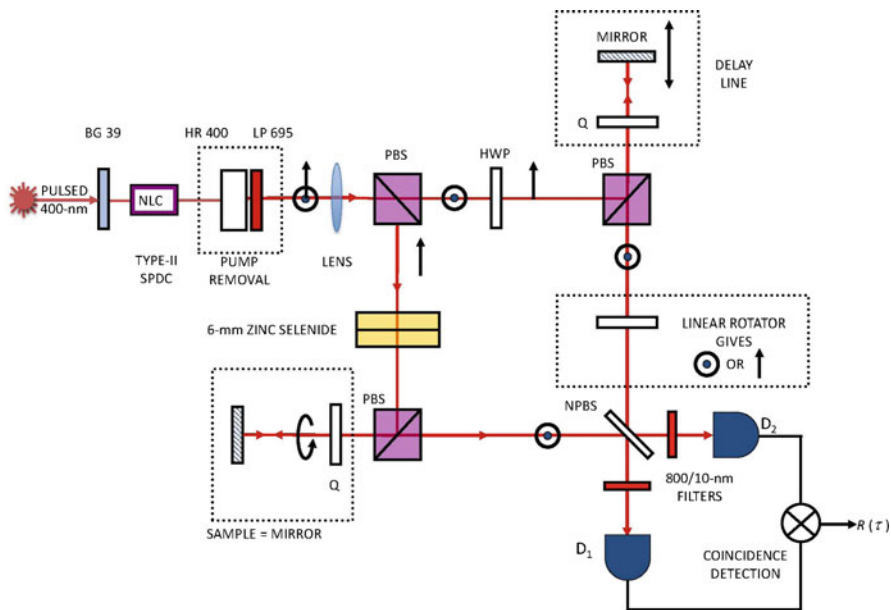 MIRROR
DELAY
LINE
Q
BG 39
HR 400
LP 695
PBS
HWP
PBS
PULSED
400-nm
NLC
TYPE-II
SPDC
PUMP
REMOVAL
LENS
6-mm ZINC SELENIDE
LINEAR ROTATOR
GIVES
OR
PBS
NPBS
D2
Q
800/10-nm
FILTERS
SAMPLE = MIRROR
D1
COINCIDENCE
DETECTION
R (τ)